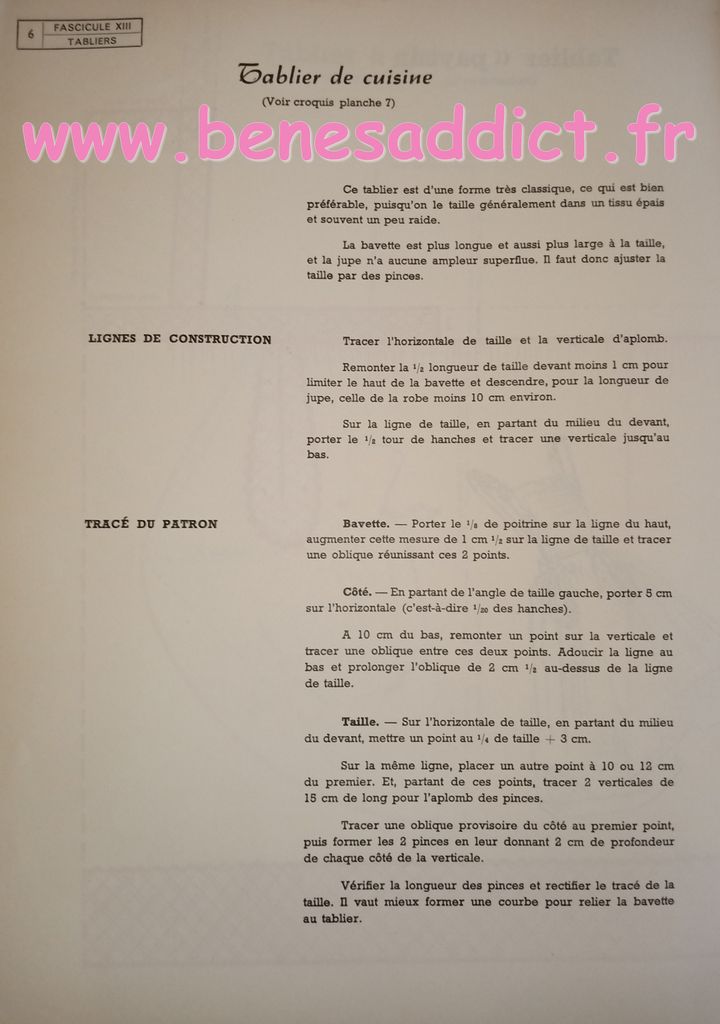 6
FASCICULE XIII
TABLIERS
Tablier de cuisine
(Voir croquis planche 7)
www.benesaddict.fr
Ce tablier est d'une forme très classique, ce qui est bien
préférable, puisqu'on le taille généralement dans un tissu épais
et souvent un peu raide.
La bavette est plus longue et aussi plus large à la taille,
et la jupe n'a aucune ampleur superflue. Il faut donc ajuster la
taille par des pinces.
LIGNES DE CONSTRUCTION
Tracer l'horizontale de taille et la verticale d'aplomb.
Remonter la 1/2 longueur de taille devant moins 1 cm pour
limiter le haut de la bavette et descendre, pour la longueur de
jupe, celle de la robe moins 10 cm environ.
Sur la ligne de taille, en partant du milieu du devant,
porter le 1/2 tour de hanches et tracer une verticale jusqu'au
bas.
TRACÉ DU PATRON
Bavette. — Porter le 1/8 de poitrine sur la ligne du haut,
augmenter cette mesure de 1 cm 1/2 sur la ligne de taille et tracer
une oblique réunissant ces 2 points.
Côté. — En partant de l'angle de taille gauche, porter 5 cm
sur l'horizontale (c'est-à-dire 1/20 des hanches).
A 10 cm du bas, remonter un point sur la verticale et
tracer une oblique entre ces deux points. Adoucir la ligne au
bas et prolonger l'oblique de 2 cm 1/2 au-dessus de la ligne
de taille.
Taille. — Sur l'horizontale de taille, en partant du milieu
du devant, mettre un point au 1/4 de taille + 3 cm.
Sur la même ligne, placer un autre point à 10 ou 12 cm
du premier. Et, partant de ces points, tracer 2 verticales de
15 cm de long pour l'aplomb des pinces.
Tracer une oblique provisoire du côté au premier point,
puis former les 2 pinces en leur donnant 2 cm de profondeur
de chaque côté de la verticale.
Vérifier la longueur des pinces et rectifier le tracé de la
taille. Il vaut mieux former une courbe pour relier la bavette
au tablier.